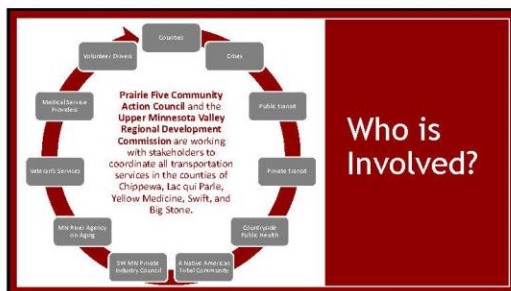 Counties
Cities
Public transit
Private transit
Countryside
Public Health
A Native American
Tribal Community
SW MN Private
Industry Council
MN River Agency
on Aging
Veteran's Services
Medical Service
Providers
Volunteer Drivers
Prairie Five Community
Action Council and the
Upper Minnesota Valley
Regional Development
Commission are working
with stakeholders to
coordinate all transportation
services in the counties of
Chippewa, Lac qui Parle,
Yellow Medicine, Swift, and
Big Stone.
Who is
Involved?